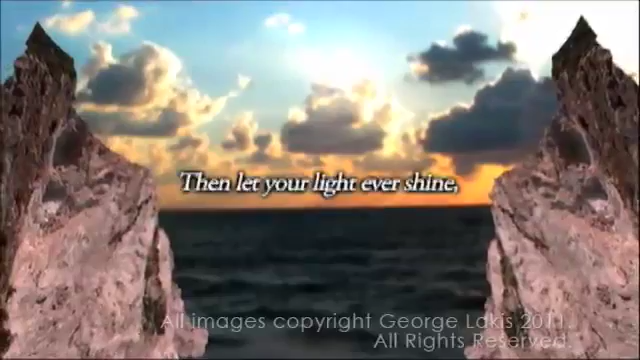 Then let your light ever shine,
All images copyright George Lakis 2011.
All Rights Reserved.